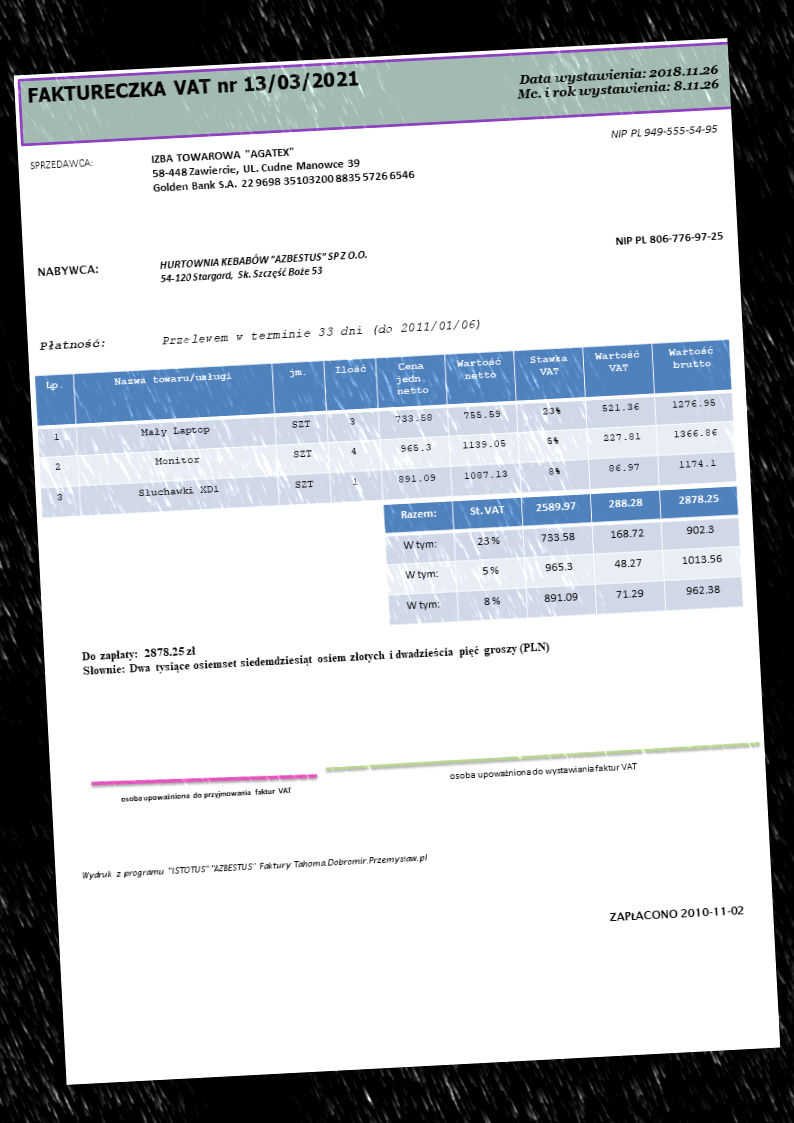 FAKTURECZKA VAT nr 13/03/2021
Data wystawienia: 2018.11.26
Mc. i rok wystawienia: 8.11.26
NIP PL 949-555-54-95
SPRZEDAWCA:
IZBA TOWAROWA "AGATEX"
58-448 Zawiercie, UL. Cudne Manowce 39
Golden Bank S.A. 22 9698 35103200 8835 5726 6546
NIP PL 806-776-97-25
NABYWCA:
HURTOWNIA KEBABÓW "AZBESTUS" SP Z O.O.
54-120 Stargard, Sk. Szczęść Boże 53
Płatność: Przelewem w terminie 33 dni (do 2011/01/06)
Lp. Nazwa towaru/usługi jm. Ilość Cena jedn. netto Wartość netto Stawka VAT Wartość VAT Wartość brutto
1 Mały Laptop SZT 3 733.58 755.59 23% 521.36 1276.95
2 Monitor SZT 4 965.3 1139.05 5% 227.81 1366.86
3 Słuchawki XD1 SZT 1 891.09 1087.13 8% 86.97 1174.1
Razem: St.VAT 2589.97 288.28 2878.25
W tym: 23% 733.58 168.72 902.3
W tym: 5% 965.3 48.27 1013.56
W tym: 8% 891.09 71.29 962.38
Do zapłaty: 2878.25 zł
Słownie: Dwa tysiące osiemset siedemdziesiąt osiem złotych i dwadzieścia pięć groszy (PLN)
osoba upoważniona do przyjmowania faktur VAT
osoba upoważniona do wystawiania faktur VAT
Wydruk z programu "ISTOTUS" "AZBESTUS" Faktury Tahoma.Dobromir.Przemysław.pl
ZAPŁACONO 2010-11-02